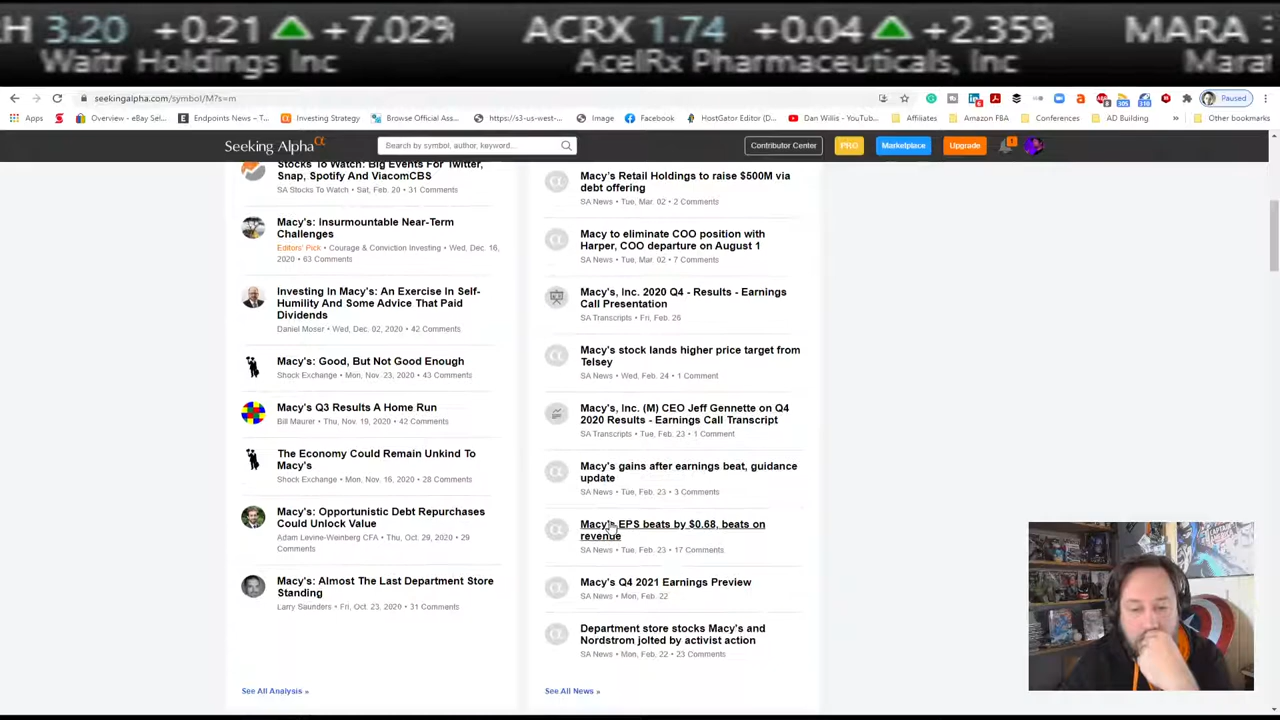 H 3.20 +0.21 +7.029
ACRX 1.74 +0.04 +2.359
MARA
Waitr Holdings Inc
AcelRx Pharmaceuticals, Inc
Marat
seekingalpha.com/symbol/M?s=m
Paused
Apps
Overview - eBay Sel...
Endpoints News – T...
Investing Strategy
Browse Official Ass...
https://s3-us-west-...
Image
Facebook
HostGator (Editor (D...
Dan Willis - YouTub...
Affiliates
Amazon FBA
Conferences
AD Building
»
Other bookmarks
Seeking Alpha α
Search by symbol, author, keyword...
Contributor Center
PRO
Marketplace
Upgrade
1
Stocks To Watch: Big Events For Twitter,
Snap, Spotify And ViacomCBS
SA Stocks To Watch • Sat, Feb. 20 • 31 Comments
Macy's: Insurmountable Near-Term
Challenges
Editors' Pick • Courage & Conviction Investing • Wed, Dec. 16,
2020 • 63 Comments
Investing In Macy's: An Exercise In Self-
Humility And Some Advice That Paid
Dividends
Daniel Moser • Wed, Dec. 02, 2020 • 42 Comments
Macy's: Good, But Not Good Enough
Shock Exchange • Mon, Nov. 23, 2020 • 43 Comments
Macy's Q3 Results A Home Run
Bill Maurer • Thu, Nov. 19, 2020 • 42 Comments
The Economy Could Remain Unkind To
Macy's
Shock Exchange • Mon, Nov. 16, 2020 • 28 Comments
Macy's: Opportunistic Debt Repurchases
Could Unlock Value
Adam Levine-Weinberg CFA • Thu, Oct. 29, 2020 • 29
Comments
Macy's: Almost The Last Department Store
Standing
Larry Saunders • Fri, Oct. 23, 2020 • 31 Comments
See All Analysis »
Macy's Retail Holdings to raise $500M via
debt offering
SA News • Tue, Mar. 02 • 2 Comments
Macy to eliminate COO position with
Harper, COO departure on August 1
SA News • Tue, Mar. 02 • 7 Comments
Macy's, Inc. 2020 Q4 - Results - Earnings
Call Presentation
SA Transcripts • Fri, Feb. 26
Macy's stock lands higher price target from
Telsey
SA News • Wed, Feb. 24 • 1 Comment
Macy's, Inc. (M) CEO Jeff Gennette on Q4
2020 Results - Earnings Call Transcript
SA Transcripts • Tue, Feb. 23 • 1 Comment
Macy's gains after earnings beat, guidance
update
SA News • Tue, Feb. 23 • 3 Comments
Macy's EPS beats by $0.68, beats on
revenue
SA News • Tue, Feb. 23 • 17 Comments
Macy's Q4 2021 Earnings Preview
SA News • Mon, Feb. 22
Department store stocks Macy's and
Nordstrom jolted by activist action
SA News • Mon, Feb. 22 • 23 Comments
See All News »